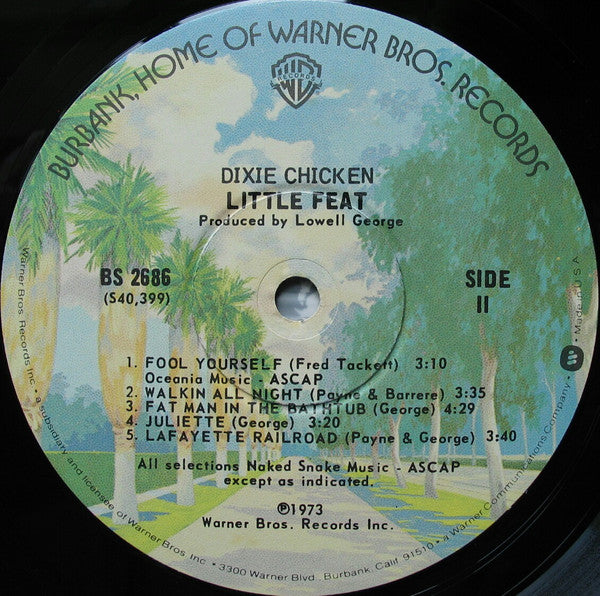 BURBANK, HOME OF WARNER BROS. RECORDS
WB
RECORDS
DIXIE CHICKEN
LITTLE FEAT
Produced by Lowell George
BS 2686
(S40,399)
SIDE
II
1. FOOL YOURSELF (Fred Tackett) 3:10
Oceania Music - ASCAP
2. WALKIN ALL NIGHT (Payne & Barrere) 3:35
3. FAT MAN IN THE BATHTUB (George) 4:29
4. JULIETTE (George) 3:20
5. LAFAYETTE RAILROAD (Payne & George) 3:40
All selections Naked Snake Music - ASCAP
except as indicated.
℗1973
Warner Bros. Records Inc.
Warner Bros. Records Inc. • a subsidiary and licensee of Warner Bros. Inc. • 3300 Warner Blvd., Burbank, Calif. 91510 • a Warner Communications Company • Made in U.S.A.